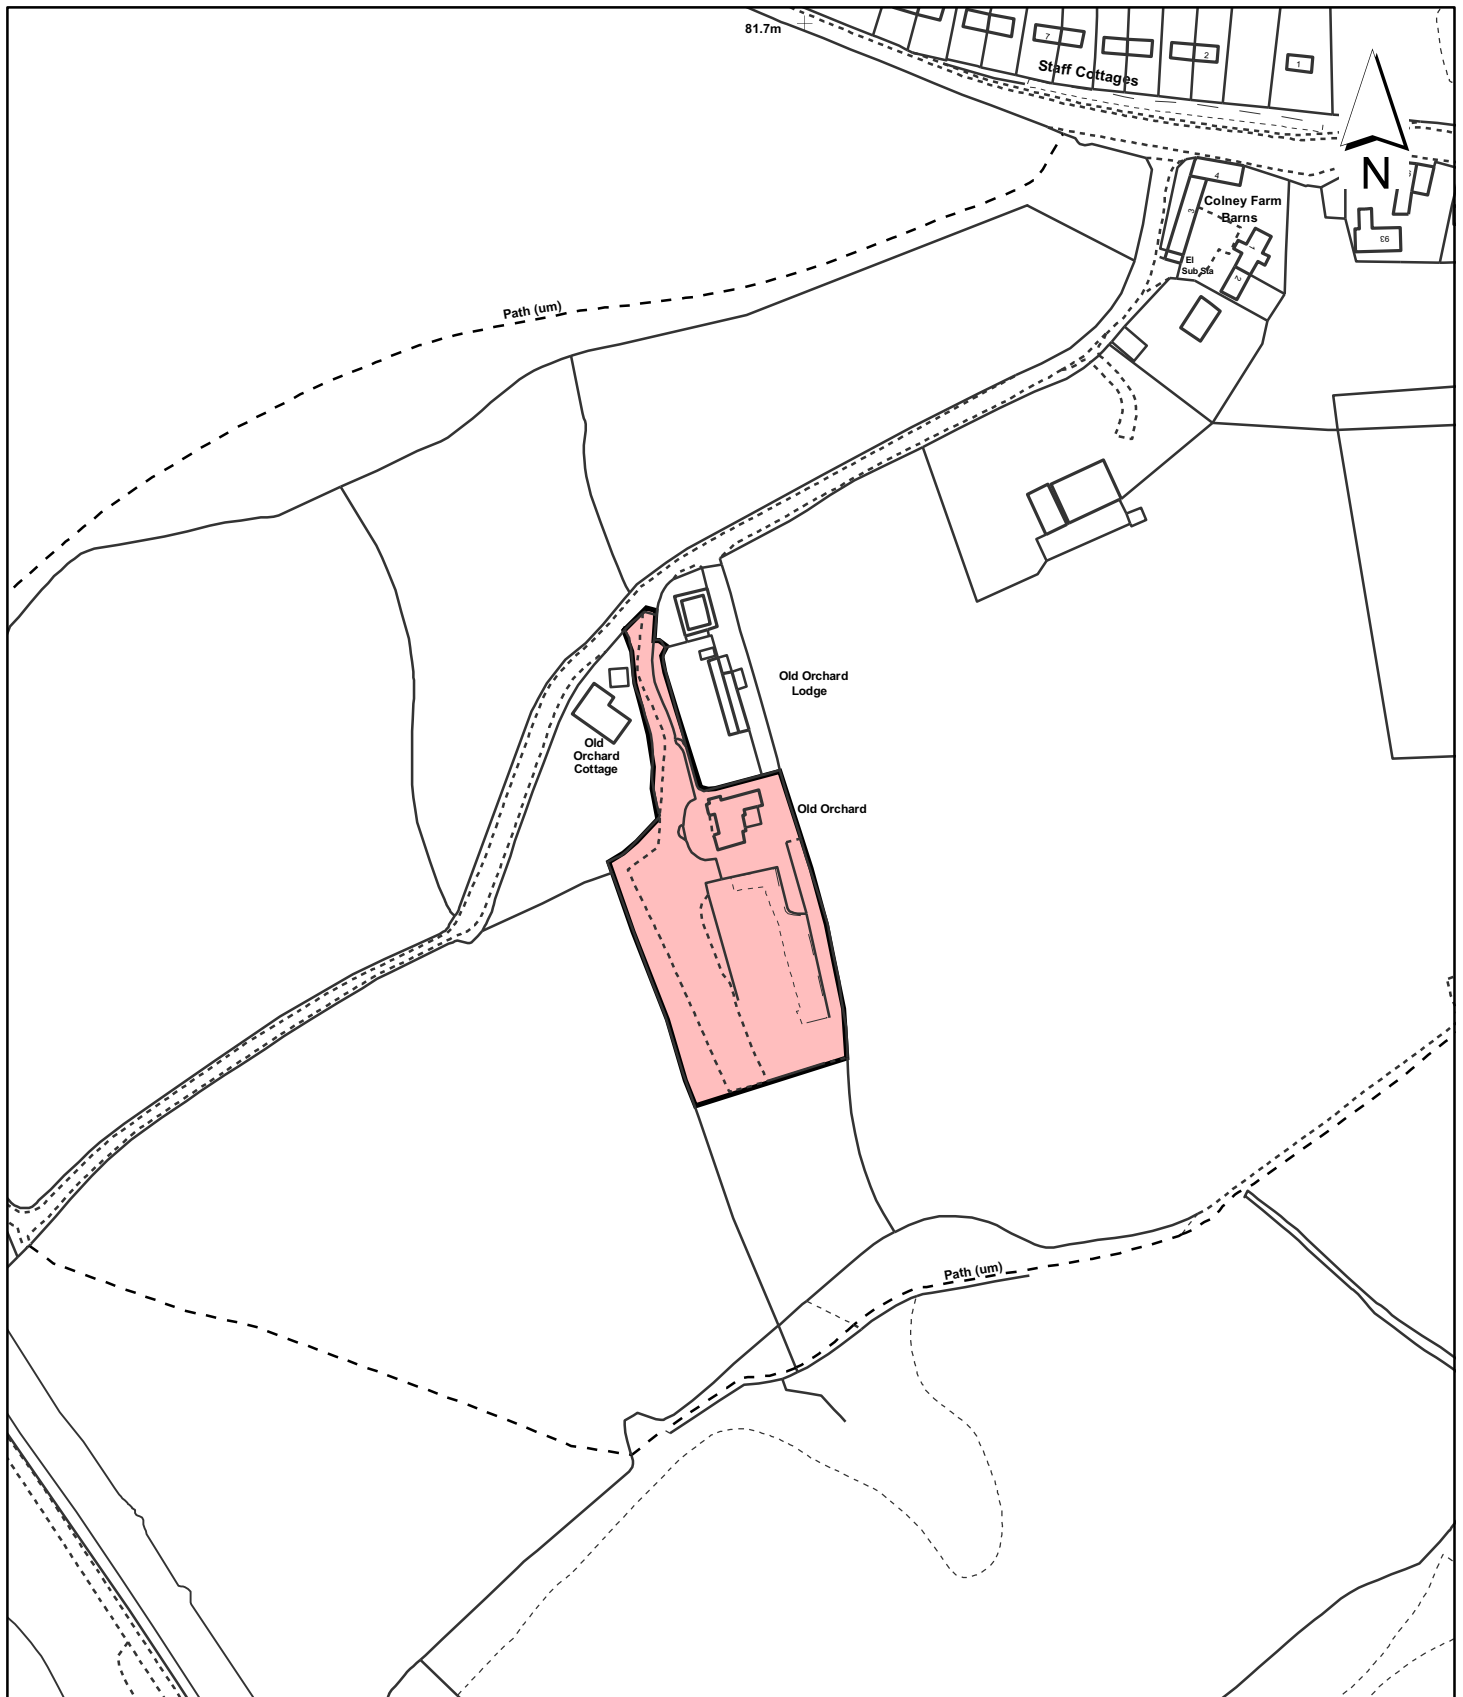 81.7m
7
2
1
Staff Cottages
N
4
Colney Farm
Barns
3
1
93
El
Sub Sta
2
Path (um)
Old Orchard
Lodge
Old
Orchard
Cottage
Old Orchard
Path (um)